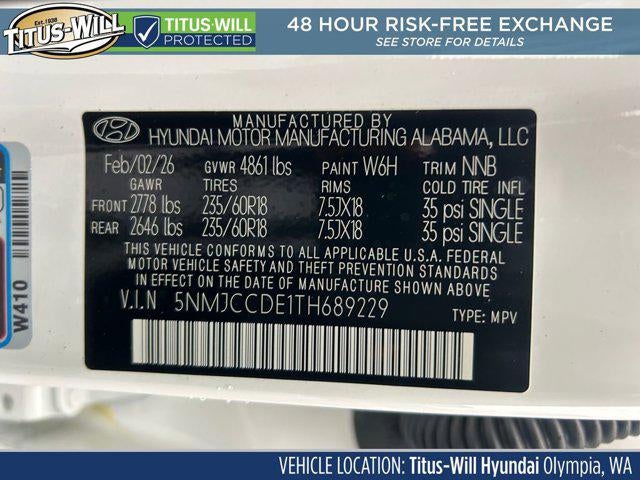 Est. 1938
TITUS-WILL
TITUS-WILL
PROTECTED
48 HOUR RISK-FREE EXCHANGE
SEE STORE FOR DETAILS
MANUFACTURED BY
HYUNDAI MOTOR MANUFACTURING ALABAMA, LLC
Feb/02/26 GVWR 4861 lbs PAINT W6H TRIM NNB
GAWR TIRES RIMS COLD TIRE INFL
FRONT 2778 lbs 235/60R18 7.5JX18 35 psi SINGLE
REAR 2646 lbs 235/60R18 7.5JX18 35 psi SINGLE
THIS VEHICLE CONFORMS TO ALL APPLICABLE U.S.A. FEDERAL
MOTOR VEHICLE SAFETY AND THEFT PREVENTION STANDARDS
IN EFFECT ON THE DATE OF MANUFACTURE SHOWN ABOVE.
V.I.N 5NMJCCDE1TH689229
TYPE: MPV
W410
VEHICLE LOCATION: Titus-Will Hyundai Olympia, WA